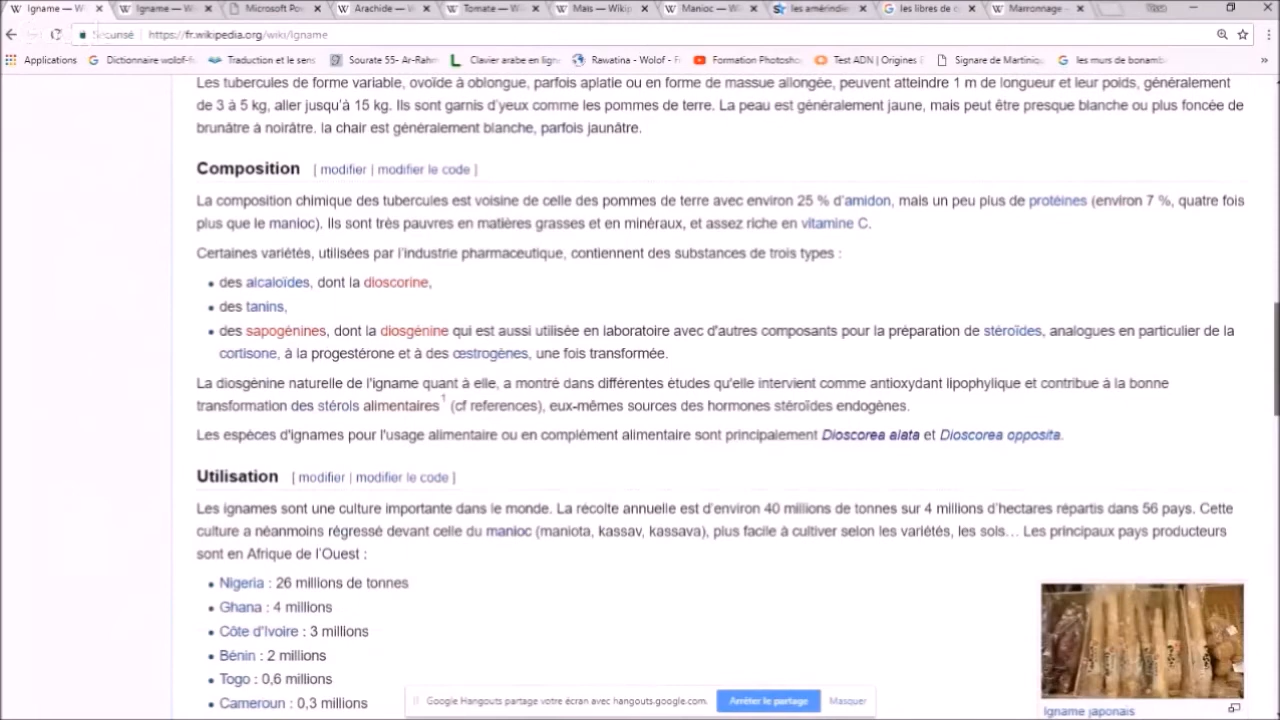 Igname — W
Igname — W
Microsoft Po
Arachide — V
Tomate — W
Maïs — Wikip
Manioc — W
les amérindie
les libres de c
Marronnage –
https://fr.wikipedia.org/wiki/Igname
Applications
Dictionnaire wolof-f
Traduction et le sens
Sourate 55- Ar-Rahn
Clavier arabe en lign
Rawatina - Wolof - F
Formation Photosho
Test ADN | Origines E
Signare de Martiniq
les murs de bonamb
»
Les tubercules de forme variable, ovoïde à oblongue, parfois aplatie ou en forme de massue allongée, peuvent atteindre 1 m de longueur et leur poids, généralement
de 3 à 5 kg, aller jusqu'à 15 kg. Ils sont garnis d'yeux comme les pommes de terre. La peau est généralement jaune, mais peut être presque blanche ou plus foncée de
brunâtre à noirâtre. la chair est généralement blanche, parfois jaunâtre.
Composition [ modifier | modifier le code ]
La composition chimique des tubercules est voisine de celle des pommes de terre avec environ 25 % d'amidon, mais un peu plus de protéines (environ 7 %, quatre fois
plus que le manioc). Ils sont très pauvres en matières grasses et en minéraux, et assez riche en vitamine C.
Certaines variétés, utilisées par l'industrie pharmaceutique, contiennent des substances de trois types :
• des alcaloïdes, dont la dioscorine,
• des tanins,
• des sapogénines, dont la diosgénine qui est aussi utilisée en laboratoire avec d'autres composants pour la préparation de stéroïdes, analogues en particulier de la
cortisone, à la progestérone et à des œstrogènes, une fois transformée.
La diosgénine naturelle de l'igname quant à elle, a montré dans différentes études qu'elle intervient comme antioxydant lipophylique et contribue à la bonne
transformation des stérols alimentaires1 (cf references), eux-mêmes sources des hormones stéroïdes endogènes.
Les espèces d'ignames pour l'usage alimentaire ou en complément alimentaire sont principalement Dioscorea alata et Dioscorea opposita.
Utilisation [ modifier | modifier le code ]
Les ignames sont une culture importante dans le monde. La récolte annuelle est d'environ 40 millions de tonnes sur 4 millions d'hectares répartis dans 56 pays. Cette
culture a néanmoins régressé devant celle du manioc (maniota, kassav, kassava), plus facile à cultiver selon les variétés, les sols… Les principaux pays producteurs
sont en Afrique de l'Ouest :
• Nigeria : 26 millions de tonnes
• Ghana : 4 millions
• Côte d'Ivoire : 3 millions
• Bénin : 2 millions
• Togo : 0,6 millions
• Cameroun : 0,3 millions
Igname japonais
Google Hangouts partage votre écran avec hangouts.google.com.
Arrêter le partage
Masquer